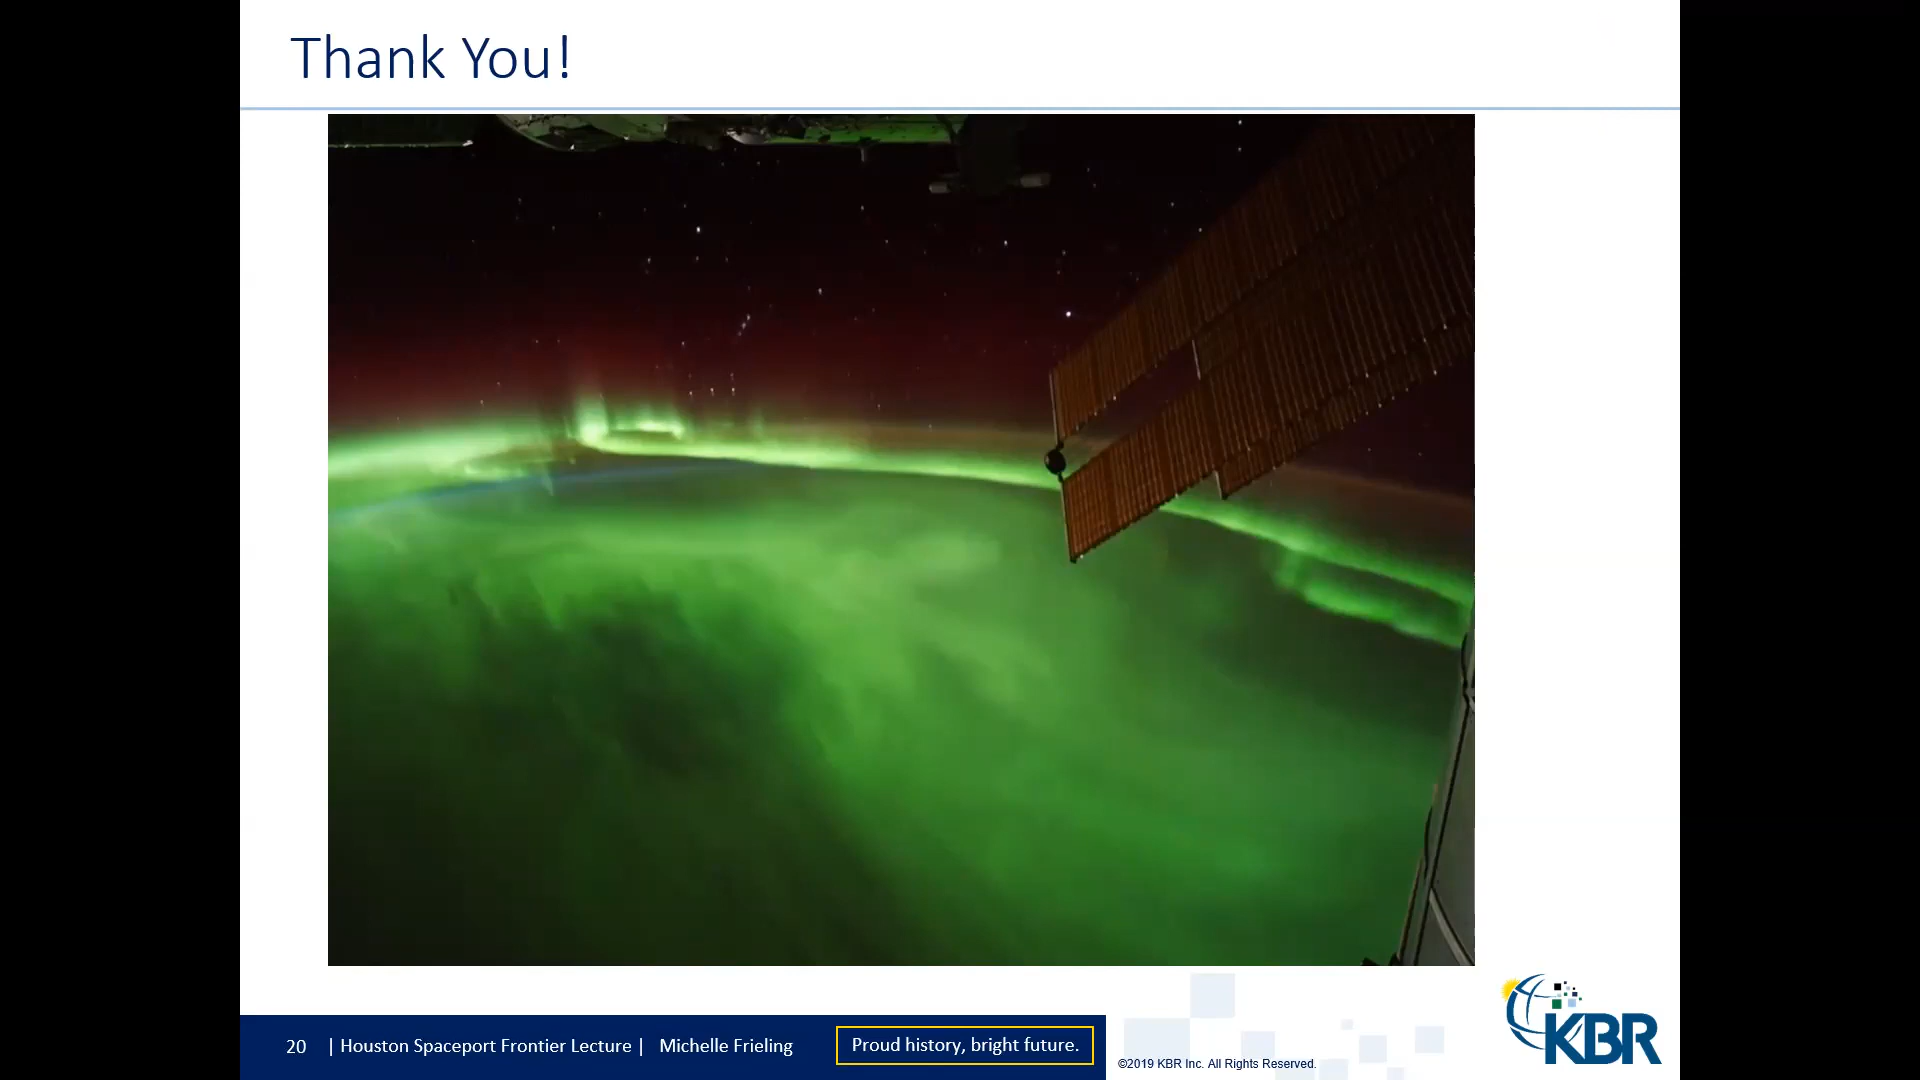 Thank You!
20 | Houston Spaceport Frontier Lecture | Michelle Frieling
Proud history, bright future.
©2019 KBR Inc. All Rights Reserved.
KBR